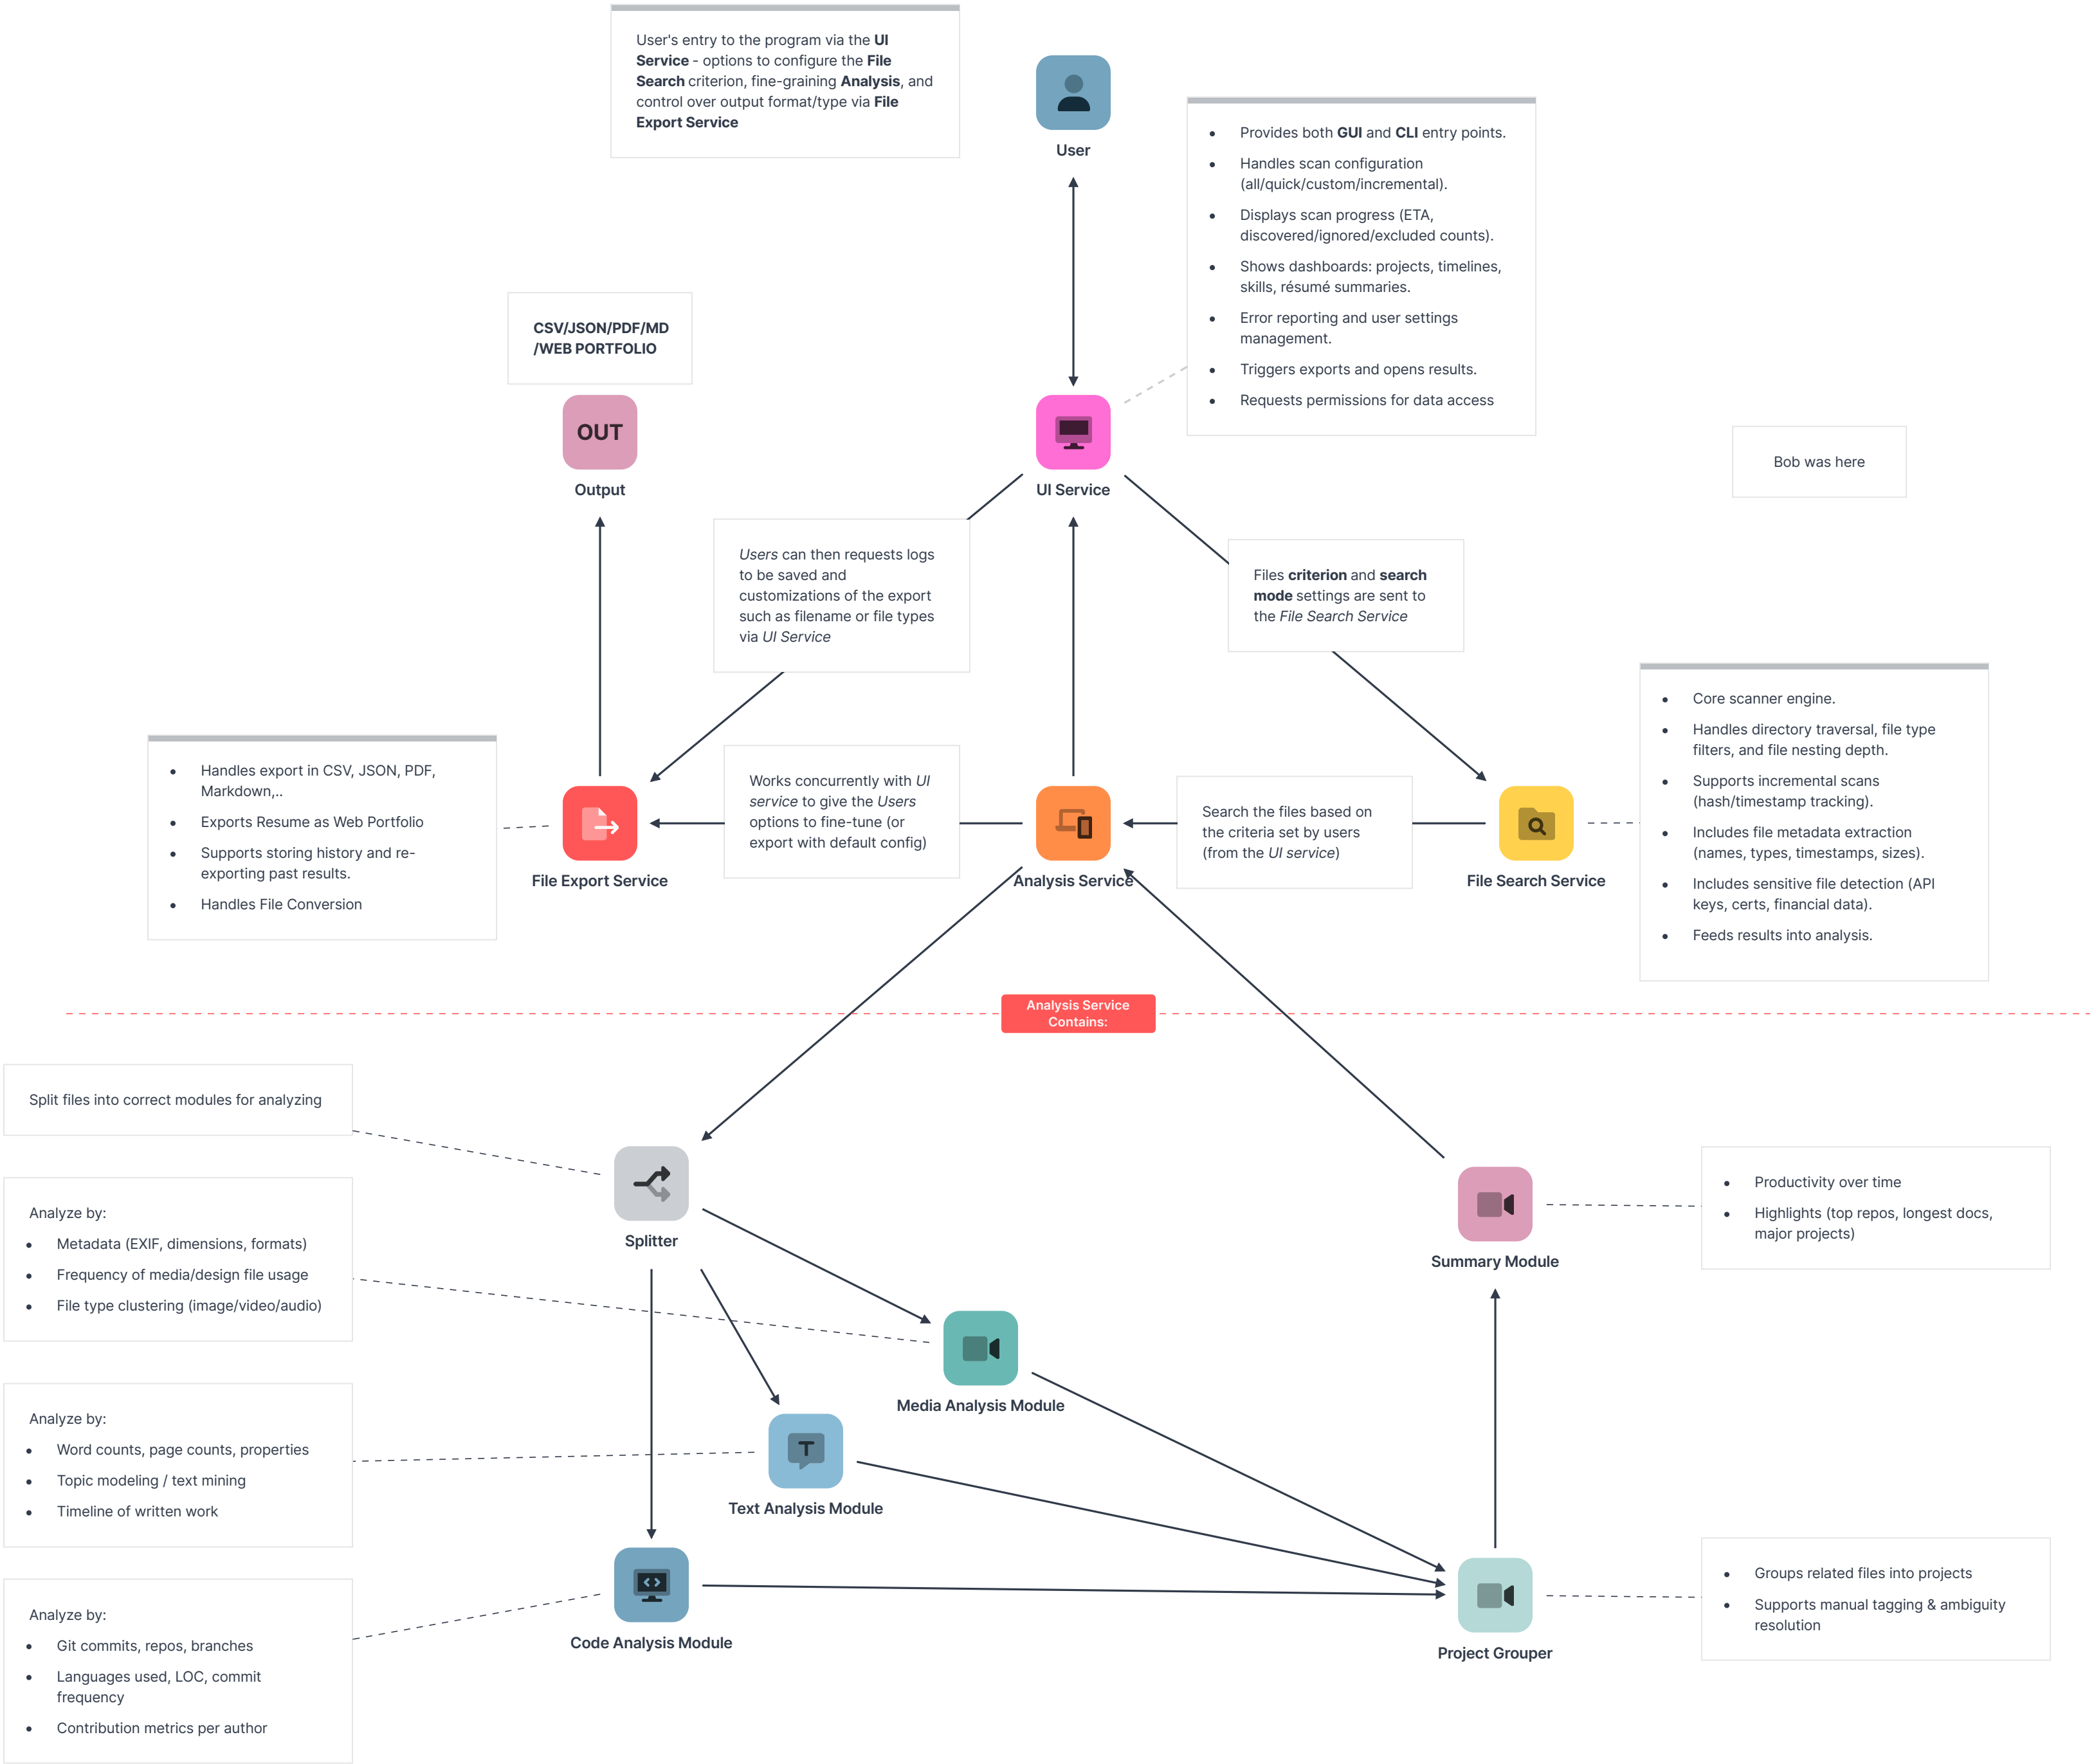 User's entry to the program via the UI
Service - options to configure the File
Search criterion, fine-graining Analysis, and
control over output format/type via File
Export Service
User
• Provides both GUI and CLI entry points.
• Handles scan configuration
(all/quick/custom/incremental).
• Displays scan progress (ETA,
discovered/ignored/excluded counts).
• Shows dashboards: projects, timelines,
skills, résumé summaries.
• Error reporting and user settings
management.
• Triggers exports and opens results.
• Requests permissions for data access
CSV/JSON/PDF/MD
/WEB PORTFOLIO
OUT
Output
UI Service
Bob was here
Users can then requests logs
to be saved and
customizations of the export
such as filename or file types
via UI Service
Files criterion and search
mode settings are sent to
the File Search Service
• Handles export in CSV, JSON, PDF,
Markdown,..
• Exports Resume as Web Portfolio
• Supports storing history and re-
exporting past results.
• Handles File Conversion
File Export Service
Works concurrently with UI
service to give the Users
options to fine-tune (or
export with default config)
Analysis Service
Search the files based on
the criteria set by users
(from the UI service)
File Search Service
• Core scanner engine.
• Handles directory traversal, file type
filters, and file nesting depth.
• Supports incremental scans
(hash/timestamp tracking).
• Includes file metadata extraction
(names, types, timestamps, sizes).
• Includes sensitive file detection (API
keys, certs, financial data).
• Feeds results into analysis.
Analysis Service
Contains:
Split files into correct modules for analyzing
Splitter
Analyze by:
• Metadata (EXIF, dimensions, formats)
• Frequency of media/design file usage
• File type clustering (image/video/audio)
Summary Module
• Productivity over time
• Highlights (top repos, longest docs,
major projects)
Media Analysis Module
Analyze by:
• Word counts, page counts, properties
• Topic modeling / text mining
• Timeline of written work
T
Text Analysis Module
Analyze by:
• Git commits, repos, branches
• Languages used, LOC, commit
frequency
• Contribution metrics per author
Code Analysis Module
Project Grouper
• Groups related files into projects
• Supports manual tagging & ambiguity
resolution